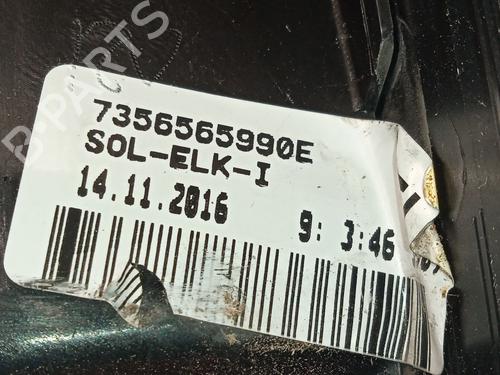 B-PARTS
7356565990E
SOL-ELK-I
14.11.2016 9: 3:46